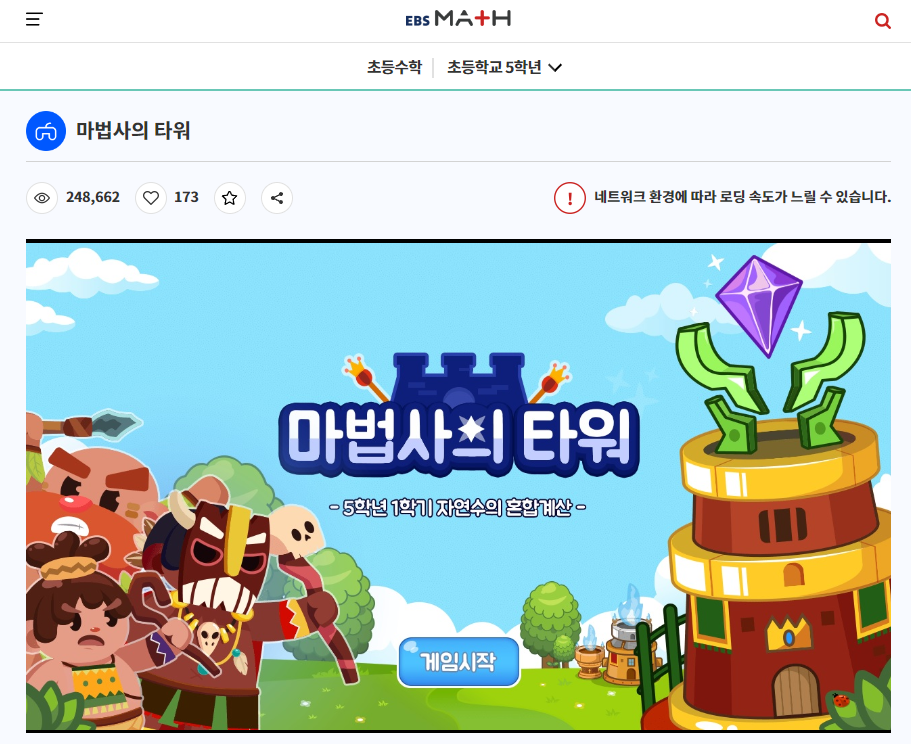 EBS MATH
초등수학 초등학교 5학년
마법사의 타워
248,662 173 네트워크 환경에 따라 로딩 속도가 느릴 수 있습니다.
마법사의 타워
- 5학년 1학기 자연수의 혼합계산 -
게임시작